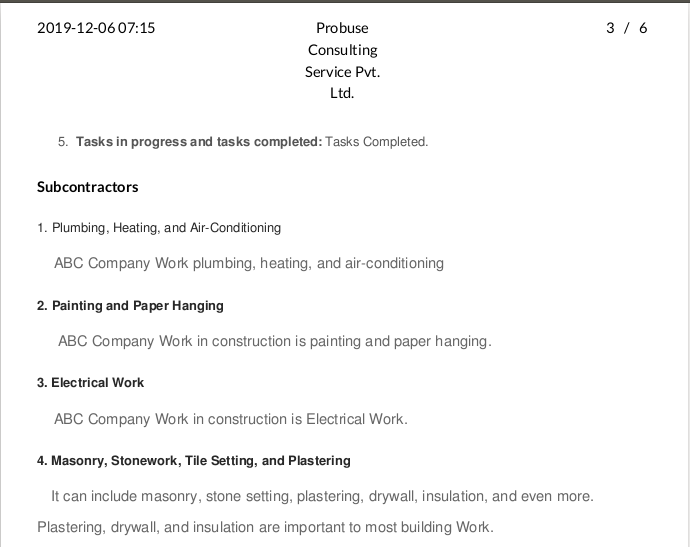 2019-12-06 07:15
Probuse
Consulting
Service Pvt.
Ltd.
3 / 6
5. Tasks in progress and tasks completed: Tasks Completed.
Subcontractors
1. Plumbing, Heating, and Air-Conditioning
ABC Company Work plumbing, heating, and air-conditioning
2. Painting and Paper Hanging
ABC Company Work in construction is painting and paper hanging.
3. Electrical Work
ABC Company Work in construction is Electrical Work.
4. Masonry, Stonework, Tile Setting, and Plastering
It can include masonry, stone setting, plastering, drywall, insulation, and even more.
Plastering, drywall, and insulation are important to most building Work.